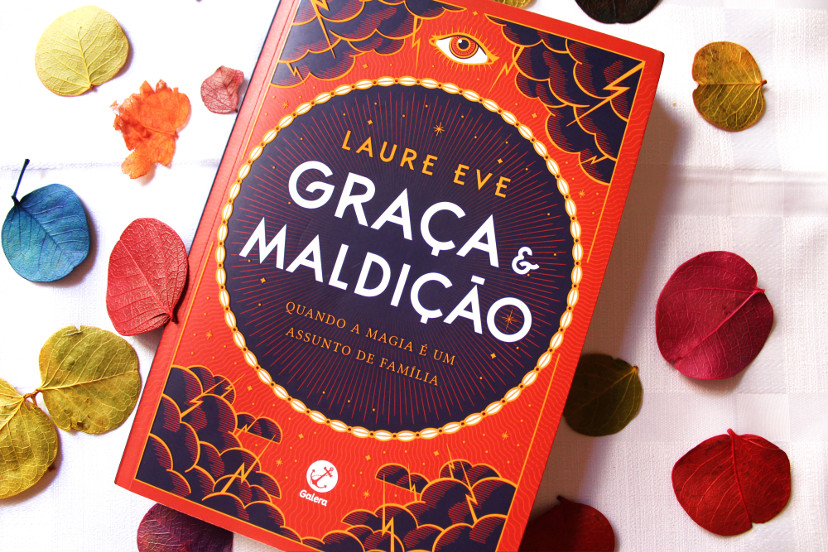 LAURE EVE
GRAÇA &
MALDIÇÃO
QUANDO A MAGIA É UM
ASSUNTO DE FAMÍLIA
Galera